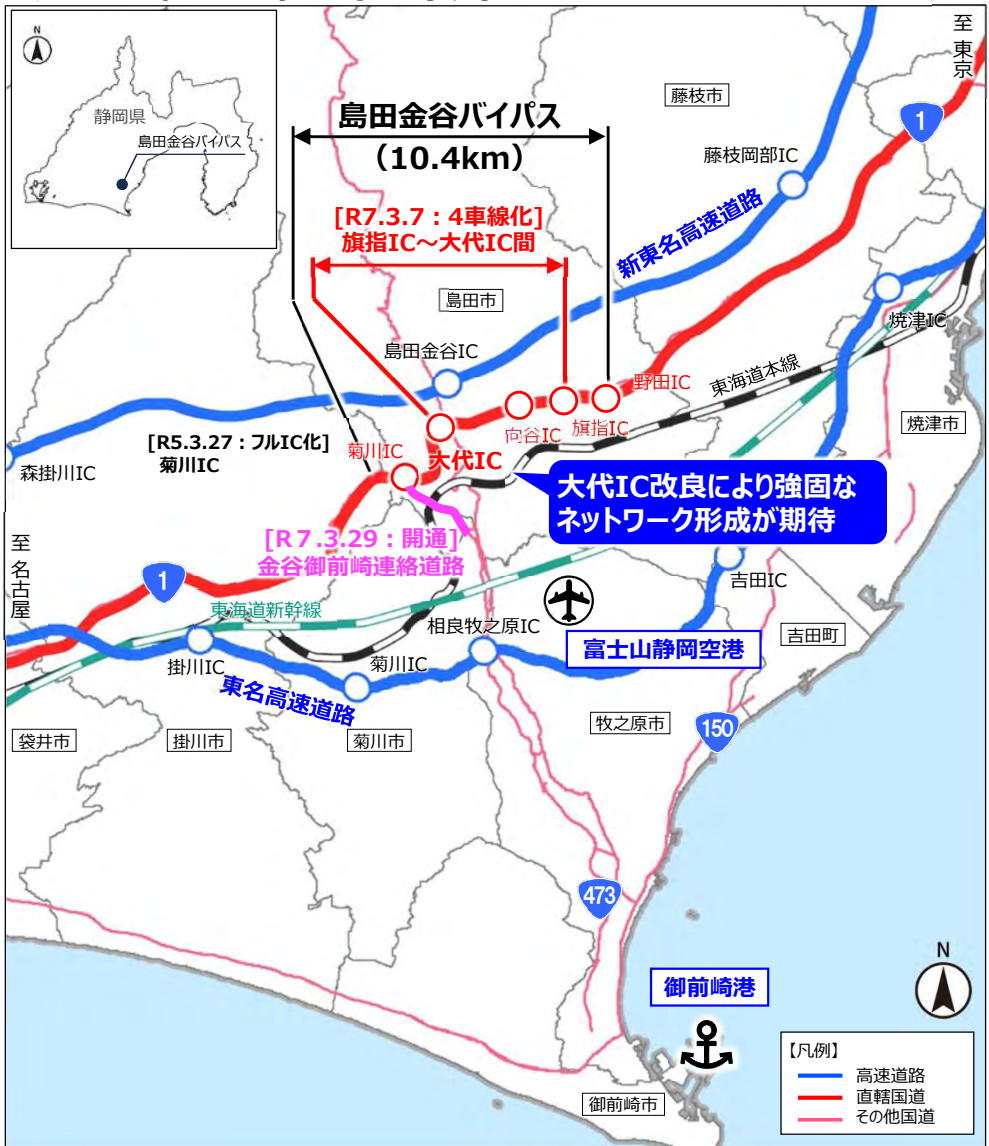 N
静岡県
島田金谷バイパス
至
東
京
藤枝市
1
島田金谷バイパス
（10.4km）
藤枝岡部IC
[R7.3.7：4車線化]
旗指IC～大代IC間
新東名高速道路
島田市
焼津IC
島田金谷IC
東海道本線
野田IC
向谷IC
旗指IC
焼津市
[R5.3.27：フルIC化]
菊川IC
菊川IC
大代IC
森掛川IC
大代IC改良により強固な
ネットワーク形成が期待
至
名
古
屋
[R７.3.29：開通]
金谷御前崎連絡道路
1
吉田IC
東海道新幹線
相良牧之原IC
吉田町
富士山静岡空港
掛川IC
菊川IC
東名高速道路
牧之原市
150
袋井市
掛川市
菊川市
473
N
御前崎港
【凡例】
高速道路
直轄国道
その他国道
御前崎市